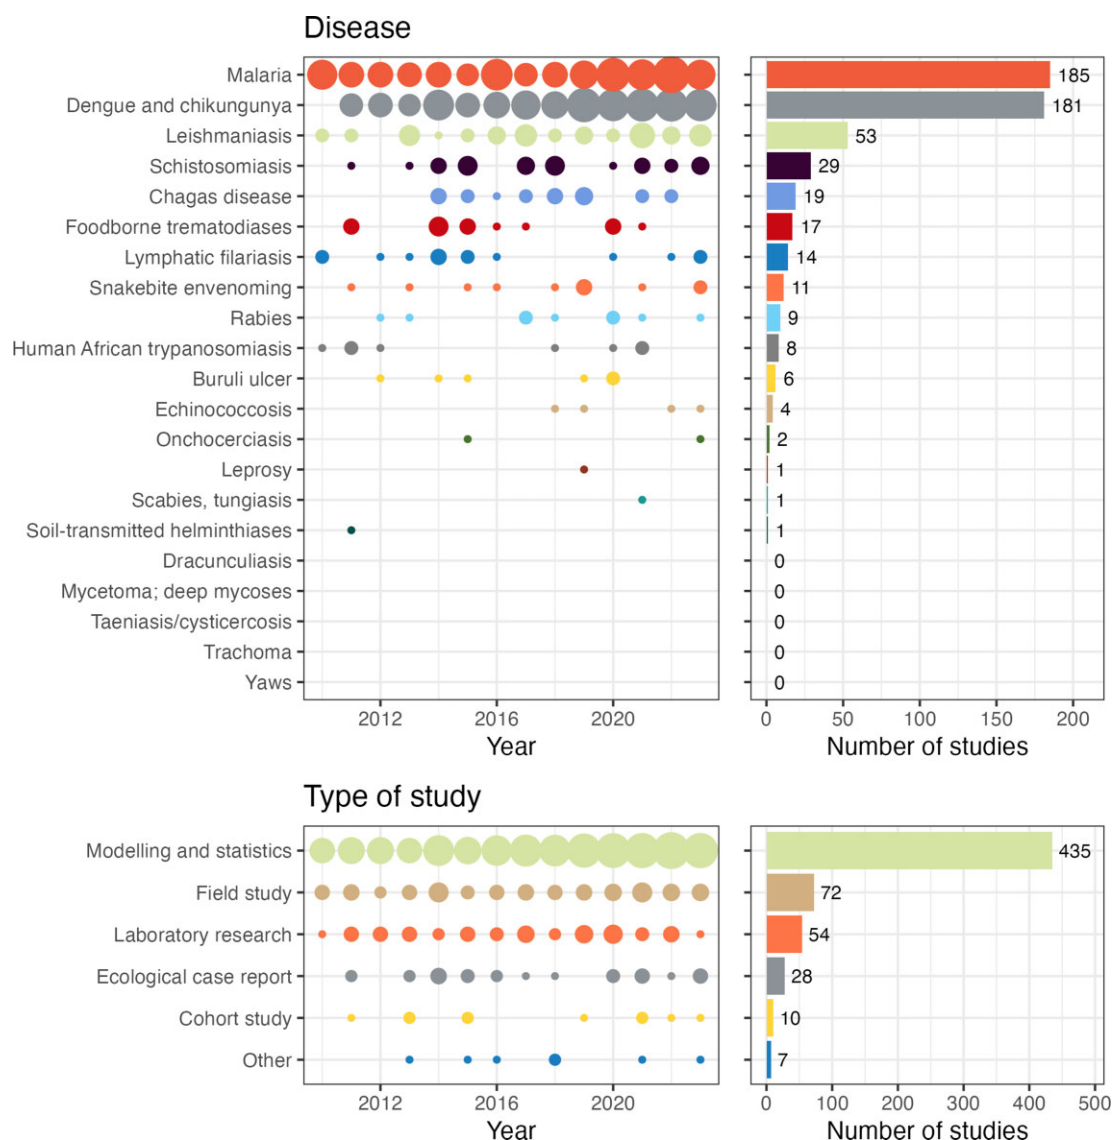 Disease
Malaria
Dengue and chikungunya
Leishmaniasis
Schistosomiasis
Chagas disease
Foodborne trematodiases
Lymphatic filariasis
Snakebite envenoming
Rabies
Human African trypanosomiasis
Buruli ulcer
Echinococcosis
Onchocerciasis
Leprosy
Scabies, tungiasis
Soil-transmitted helminthiases
Dracunculiasis
Mycetoma; deep mycoses
Taeniasis/cysticercosis
Trachoma
Yaws
2012 2016 2020
Year
185
181
53
29
19
17
14
11
9
8
6
4
2
1
1
1
0
0
0
0
0
0 50 100 150 200
Number of studies
Type of study
Modelling and statistics
Field study
Laboratory research
Ecological case report
Cohort study
Other
2012 2016 2020
Year
435
72
54
28
10
7
0 100 200 300 400 500
Number of studies